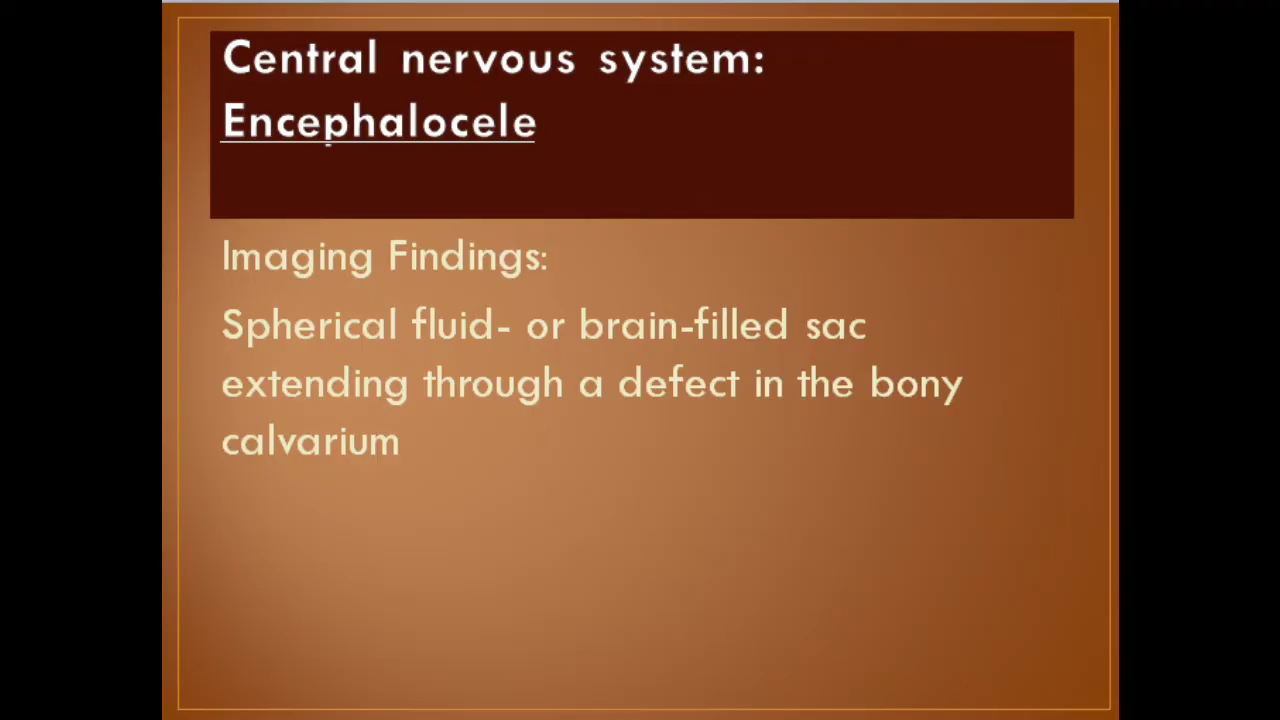 Central nervous system:
Encephalocele
Imaging Findings:
Spherical fluid- or brain-filled sac
extending through a defect in the bony
calvarium